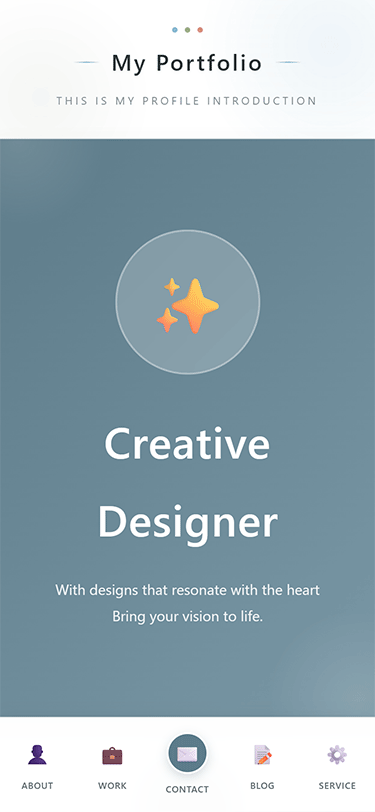 My Portfolio
THIS IS MY PROFILE INTRODUCTION
Creative
Designer
With designs that resonate with the heart
Bring your vision to life.
ABOUT
WORK
CONTACT
BLOG
SERVICE